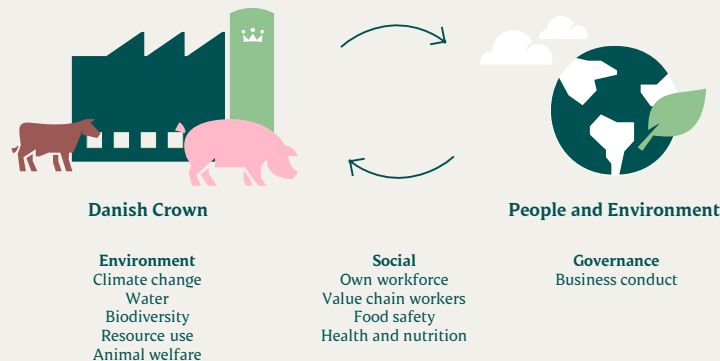 Danish Crown
People and Environment
Environment
Climate change
Water
Biodiversity
Resource use
Animal welfare
Social
Own workforce
Value chain workers
Food safety
Health and nutrition
Governance
Business conduct